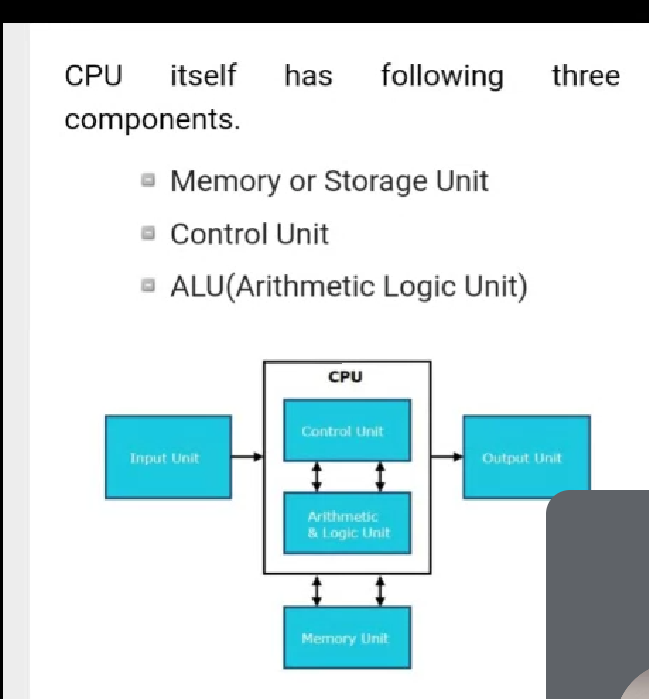 CPU itself has following three
components.
Memory or Storage Unit
Control Unit
ALU(Arithmetic Logic Unit)
CPU
Control Unit
Input Unit
Output Unit
Arithmetic
& Logic Unit
Memory Unit